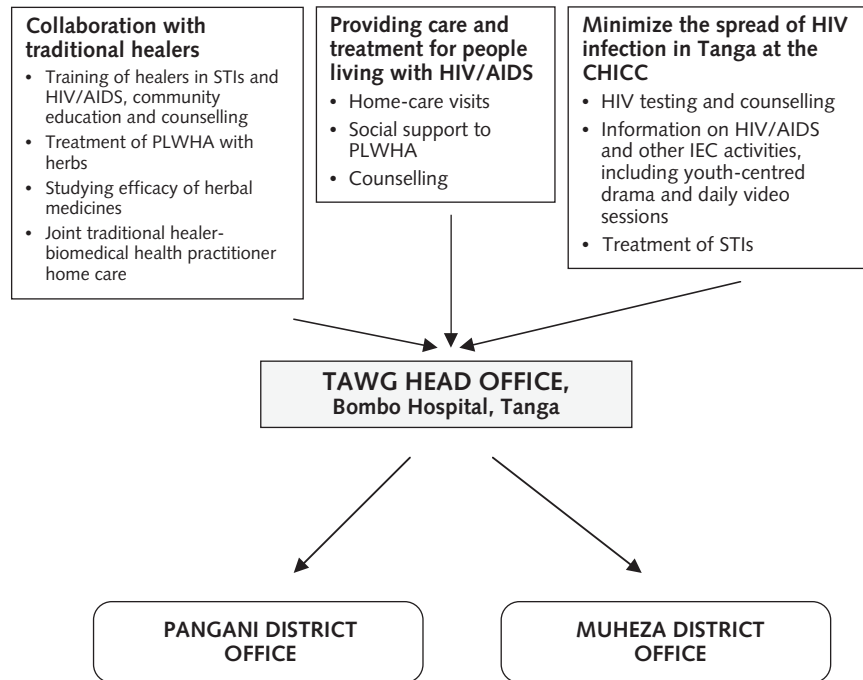 Collaboration with
traditional healers
• Training of healers in STIs and
HIV/AIDS, community
education and counselling
• Treatment of PLWHA with
herbs
• Studying efficacy of herbal
medicines
• Joint traditional healer-
biomedical health practitioner
home care
Providing care and
treatment for people
living with HIV/AIDS
• Home-care visits
• Social support to
PLWHA
• Counselling
Minimize the spread of HIV
infection in Tanga at the
CHICC
• HIV testing and counselling
• Information on HIV/AIDS
and other IEC activities,
including youth-centred
drama and daily video
sessions
• Treatment of STIs
TAWG HEAD OFFICE,
Bombo Hospital, Tanga
PANGANI DISTRICT
OFFICE
MUHEZA DISTRICT
OFFICE